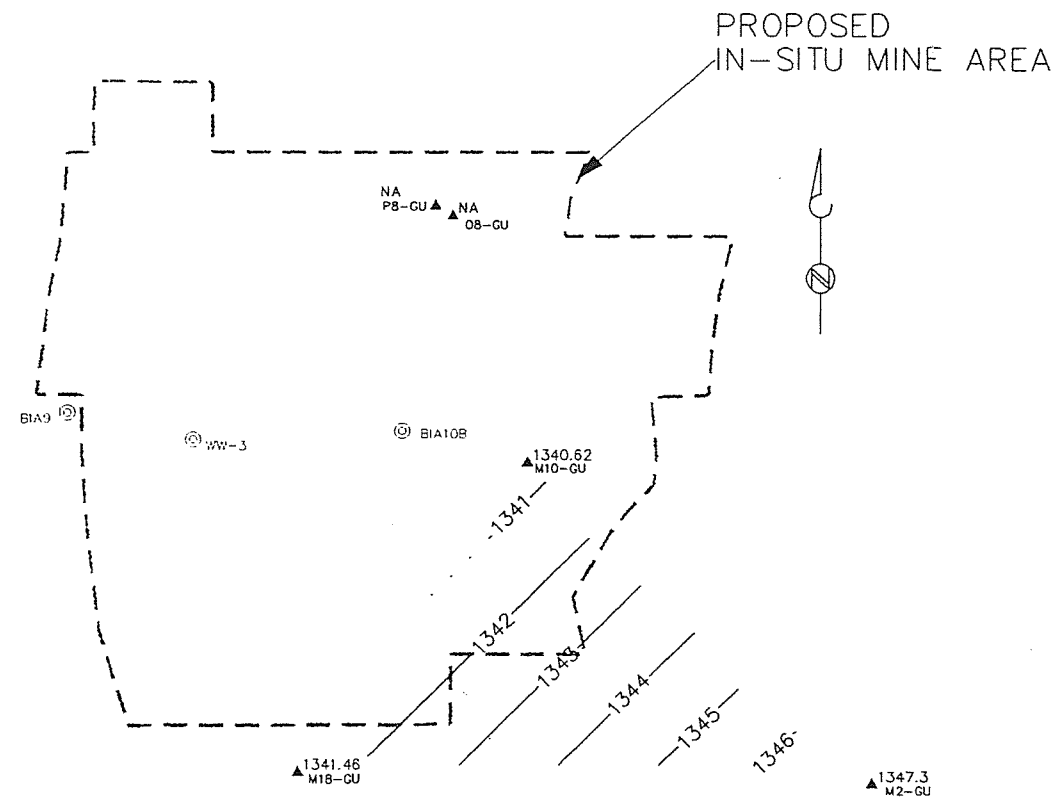 PROPOSED
IN-SITU MINE AREA
NA
P8-GU
NA
08-GU
N
BIA9
WW-3
BIA10B
1340.62
M10-GU
1341
1342
1343
1344
1345
1346
1341.46
M18-GU
1347.3
M2-GU